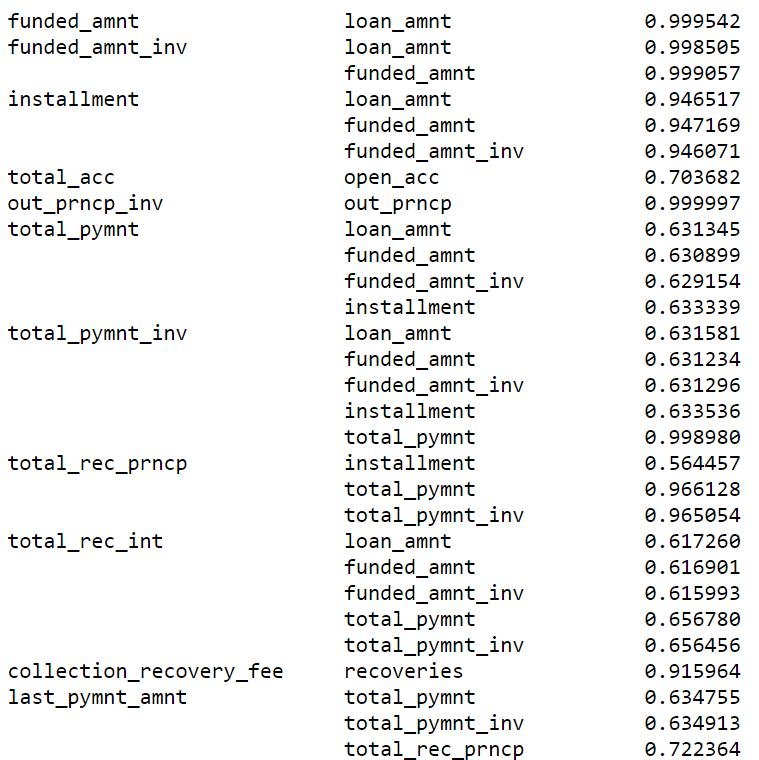 funded_amnt loan_amnt 0.999542
funded_amnt_inv loan_amnt 0.998505
funded_amnt 0.999057
installment loan_amnt 0.946517
funded_amnt 0.947169
funded_amnt_inv 0.946071
total_acc open_acc 0.703682
out_prncp_inv out_prncp 0.999997
total_pymnt loan_amnt 0.631345
funded_amnt 0.630899
funded_amnt_inv 0.629154
installment 0.633339
total_pymnt_inv loan_amnt 0.631581
funded_amnt 0.631234
funded_amnt_inv 0.631296
installment 0.633536
total_pymnt 0.998980
total_rec_prncp installment 0.564457
total_pymnt 0.966128
total_pymnt_inv 0.965054
total_rec_int loan_amnt 0.617260
funded_amnt 0.616901
funded_amnt_inv 0.615993
total_pymnt 0.656780
total_pymnt_inv 0.656456
collection_recovery_fee recoveries 0.915964
last_pymnt_amnt total_pymnt 0.634755
total_pymnt_inv 0.634913
total_rec_prncp 0.722364